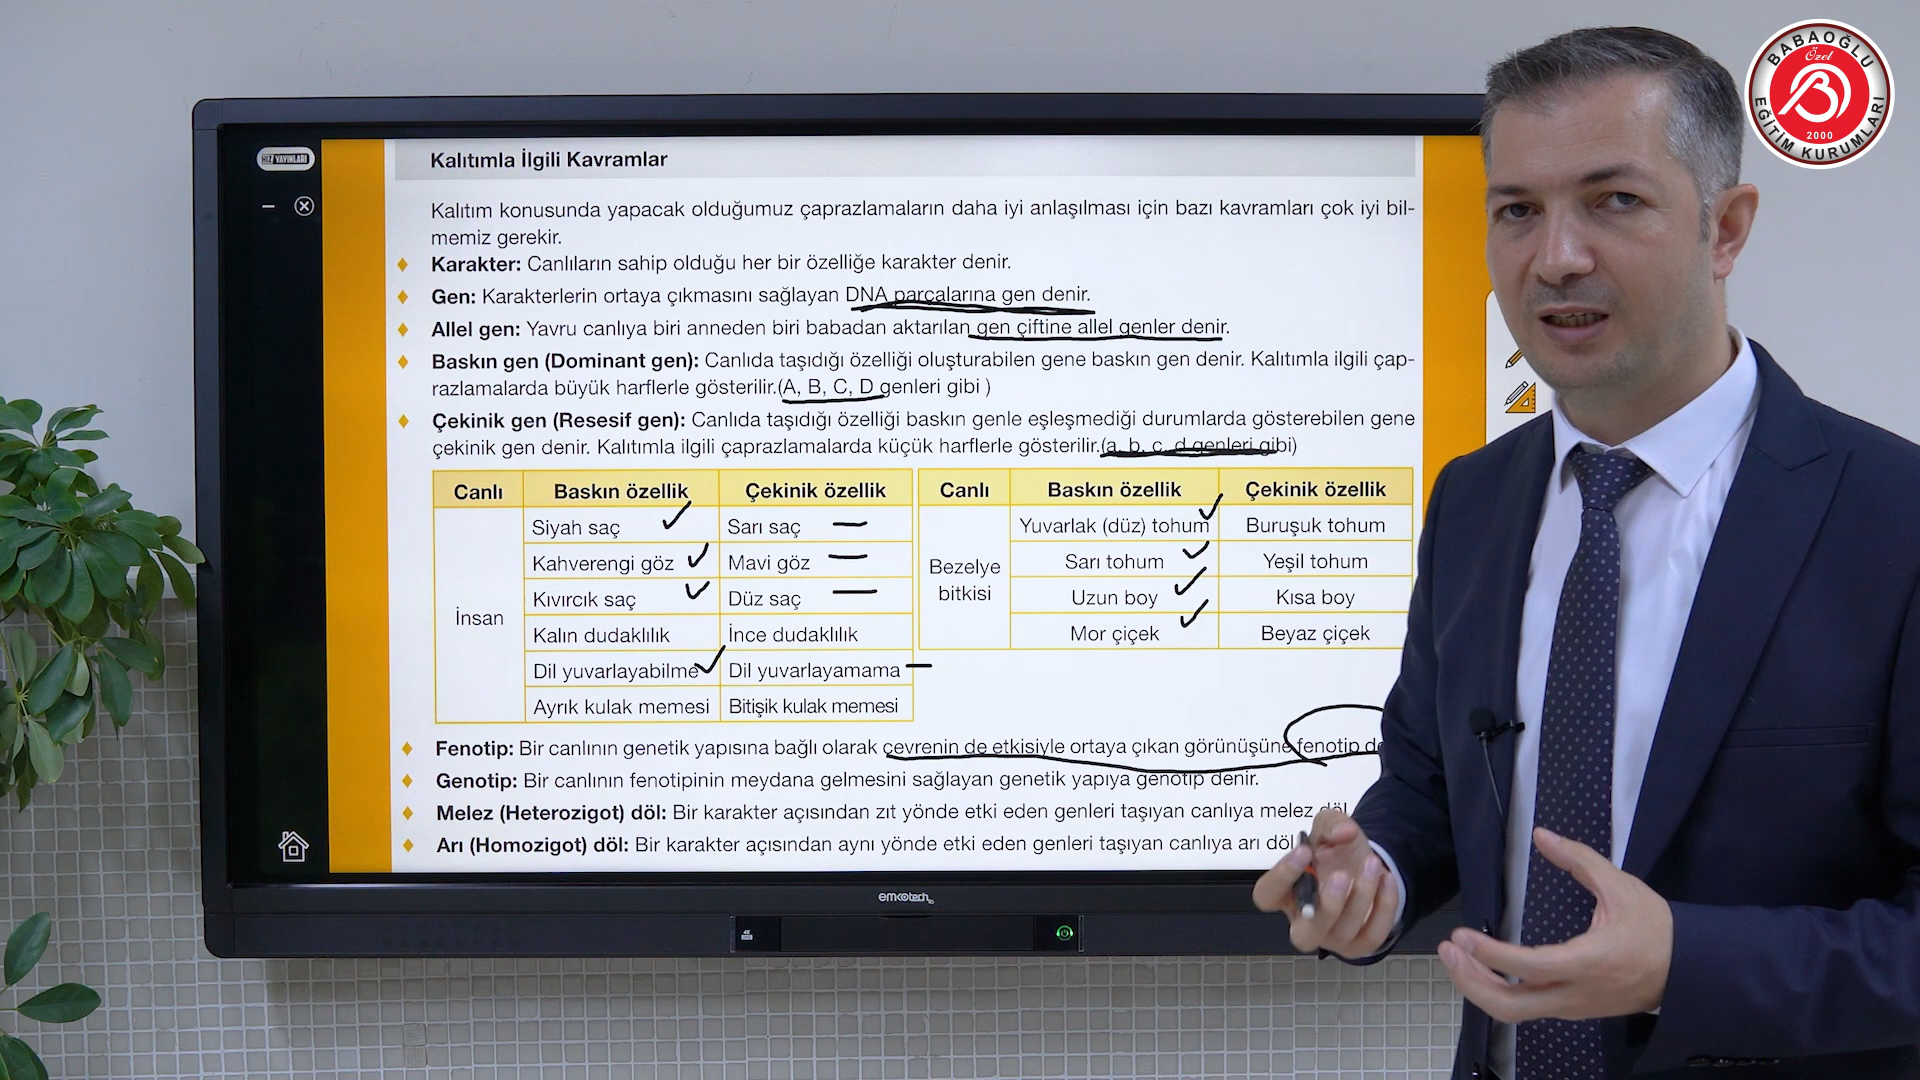 BABAOĞLU
Özel
B
2000
EĞİTİM KURUMLARI
HIZ YAYINLARI
Kalıtımla İlgili Kavramlar
Kalıtım konusunda yapacak olduğumuz çaprazlamaların daha iyi anlaşılması için bazı kavramları çok iyi bil-
memiz gerekir.
Karakter: Canlıların sahip olduğu her bir özelliğe karakter denir.
Gen: Karakterlerin ortaya çıkmasını sağlayan DNA parçalarına gen denir.
Allel gen: Yavru canlıya biri anneden biri babadan aktarılan gen çiftine allel genler denir.
Baskın gen (Dominant gen): Canlıda taşıdığı özelliği oluşturabilen gene baskın gen denir. Kalıtımla ilgili çap-
razlamalarda büyük harflerle gösterilir.(A, B, C, D genleri gibi )
Çekinik gen (Resesif gen): Canlıda taşıdığı özelliği baskın genle eşleşmediği durumlarda gösterebilen gene
çekinik gen denir. Kalıtımla ilgili çaprazlamalarda küçük harflerle gösterilir.(a, b, c, d genleri gibi)
Canlı Baskın özellik Çekinik özellik
İnsan
Siyah saç Sarı saç
Kahverengi göz Mavi göz
Kıvırcık saç Düz saç
Kalın dudaklılık İnce dudaklılık
Dil yuvarlayabilme Dil yuvarlayamama
Ayrık kulak memesi Bitişik kulak memesi
Canlı Baskın özellik Çekinik özellik
Bezelye
bitkisi
Yuvarlak (düz) tohum Buruşuk tohum
Sarı tohum Yeşil tohum
Uzun boy Kısa boy
Mor çiçek Beyaz çiçek
Fenotip: Bir canlının genetik yapısına bağlı olarak çevrenin de etkisiyle ortaya çıkan görünüşüne fenotip
Genotip: Bir canlının fenotipinin meydana gelmesini sağlayan genetik yapıya genotip denir.
Melez (Heterozigot) döl: Bir karakter açısından zıt yönde etki eden genleri taşıyan canlıya melez döl
Arı (Homozigot) döl: Bir karakter açısından aynı yönde etki eden genleri taşıyan canlıya arı döl
emkotech